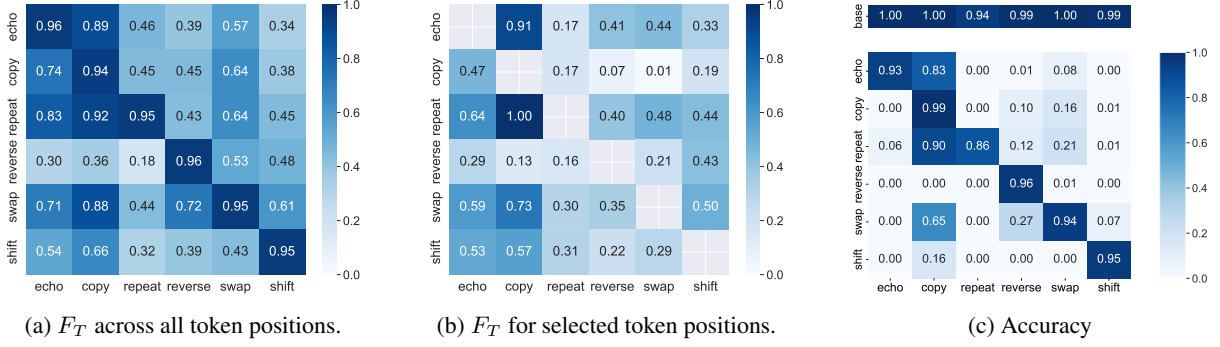 echo 0.96 0.89 0.46 0.39 0.57 0.34
copy 0.74 0.94 0.45 0.45 0.64 0.38
repeat 0.83 0.92 0.95 0.43 0.64 0.45
reverse 0.30 0.36 0.18 0.96 0.53 0.48
swap 0.71 0.88 0.44 0.72 0.95 0.61
shift 0.54 0.66 0.32 0.39 0.43 0.95
echo copy repeat reverse swap shift
1.0
0.8
0.6
0.4
0.2
0.0
(a) F_T across all token positions.
echo 0.91 0.17 0.41 0.44 0.33
copy 0.47 0.17 0.07 0.01 0.19
repeat 0.64 1.00 0.40 0.48 0.44
reverse 0.29 0.13 0.16 0.21 0.43
swap 0.59 0.73 0.30 0.35 0.50
shift 0.53 0.57 0.31 0.22 0.29
echo copy repeat reverse swap shift
1.0
0.8
0.6
0.4
0.2
0.0
(b) F_T for selected token positions.
base 1.00 1.00 0.94 0.99 1.00 0.99
echo 0.93 0.83 0.00 0.01 0.08 0.00
copy 0.00 0.99 0.00 0.10 0.16 0.01
repeat 0.06 0.90 0.86 0.12 0.21 0.01
reverse 0.00 0.00 0.00 0.96 0.01 0.00
swap 0.00 0.65 0.00 0.27 0.94 0.07
shift 0.00 0.16 0.00 0.00 0.00 0.95
echo copy repeat reverse swap shift
1.0
0.8
0.6
0.4
0.2
0.0
(c) Accuracy